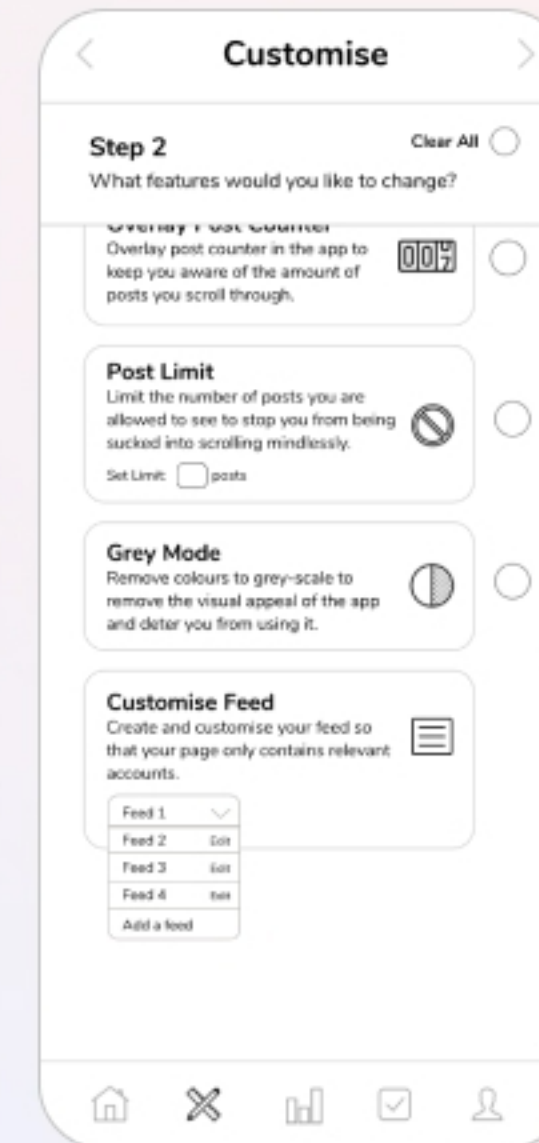 Customise
Step 2
Clear All
What features would you like to change?
Overlay Post Counter
Overlay post counter in the app to
keep you aware of the amount of
posts you scroll through.
007
Post Limit
Limit the number of posts you are
allowed to see to stop you from being
sucked into scrolling mindlessly.
Set Limit: posts
Grey Mode
Remove colours to grey-scale to
remove the visual appeal of the app
and deter you from using it.
Customise Feed
Create and customise your feed so
that your page only contains relevant
accounts.
Feed 1
Feed 2 Edit
Feed 3 Edit
Feed 4 Edit
Add a feed